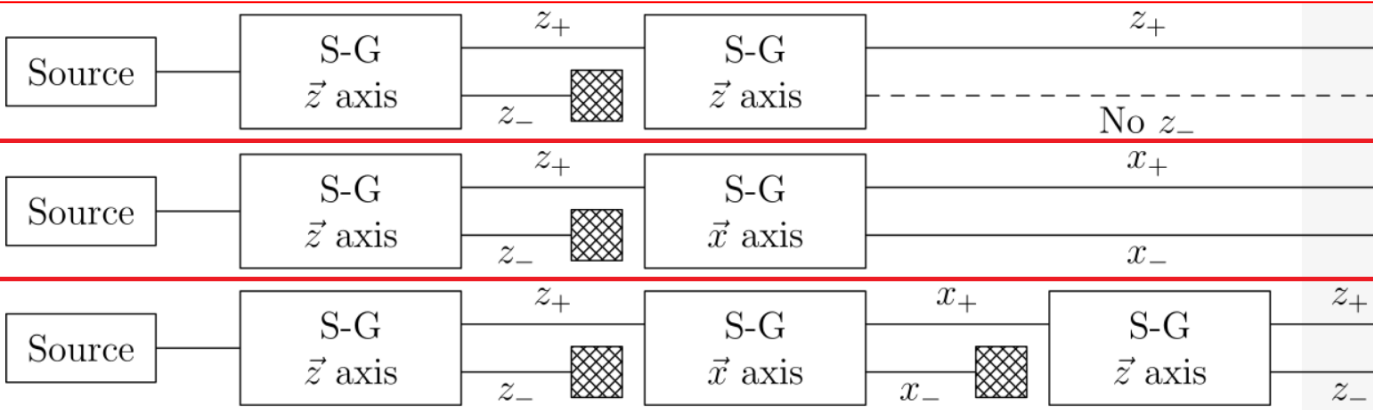 z₊ z₊
Source S-G S-G
z⃗ axis z⃗ axis
z₋ No z₋
z₊ x₊
Source S-G S-G
z⃗ axis x⃗ axis
z₋ x₋
z₊ x₊ z₊
Source S-G S-G S-G
z⃗ axis x⃗ axis z⃗ axis
z₋ x₋ z₋